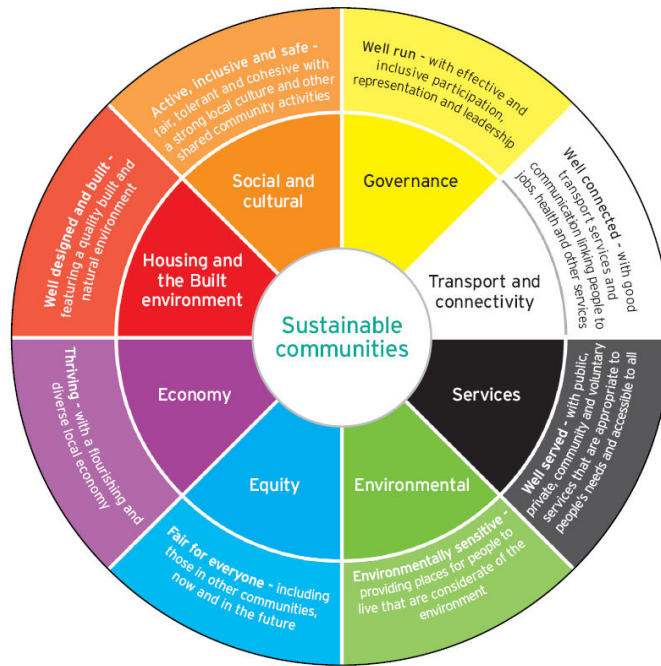 Sustainable
communities
Governance
Well run - with effective and
inclusive participation,
representation and leadership
Transport and
connectivity
Well connected - with good
transport services and
communication linking people to
jobs, health and other services
Services
Well served - with public,
private, community and voluntary
services that are appropriate to
people's needs and accessible to all
Environmental
Environmentally sensitive -
providing places for people to
live that are considerate of the
environment
Equity
Fair for everyone - including
those in other communities,
now and in the future
Economy
Thriving - with a flourishing and
diverse local economy
Housing and
the Built
environment
Well designed and built -
featuring a quality built and
natural environment
Social and
cultural
Active, inclusive and safe -
fair, tolerant and cohesive with
a strong local culture and other
shared community activities